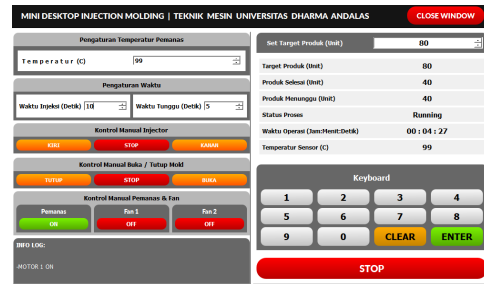 MINI DESKTOP INJECTION MOLDING | TEKNIK MESIN UNIVERSITAS DHARMA ANDALAS
CLOSE WINDOW
Pengaturan Temperatur Pemanas
Temperatur (C) 99
Pengaturan Waktu
Waktu Injeksi (Detik) 10 Waktu Tunggu (Detik) 5
Kontrol Manual Injector
KIRI STOP KANAN
Kontrol Manual Buka / Tutup Mold
TUTUP STOP BUKA
Kontrol Manual Pemanas & Fan
Pemanas Fan 1 Fan 2
ON OFF OFF
INFO LOG:
-MOTOR 1 ON
Set Target Produk (Unit) 80
Target Produk (Unit) 80
Produk Selesai (Unit) 40
Produk Menunggu (Unit) 40
Status Proses Running
Waktu Operasi (Jam:Menit:Detik) 00 : 04 : 27
Temperatur Sensor (C) 99
Keyboard
1 2 3 4
5 6 7 8
9 0 CLEAR ENTER
STOP